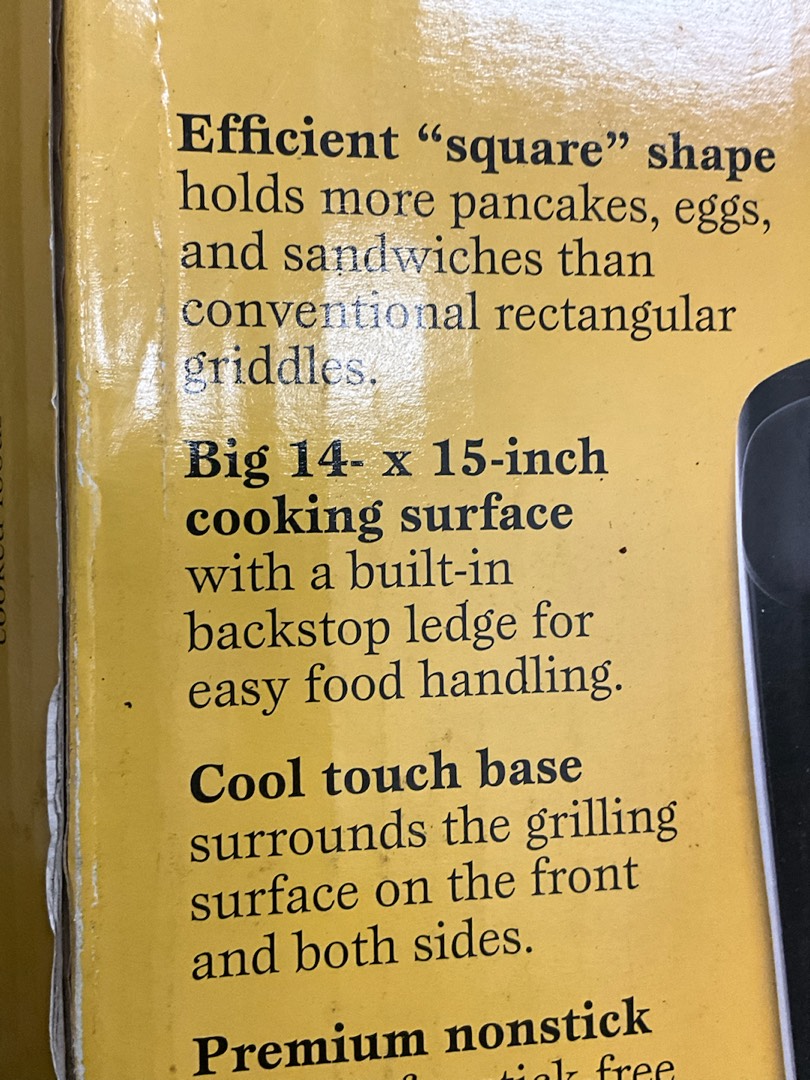 Efficient “square” shape
holds more pancakes, eggs,
and sandwiches than
conventional rectangular
griddles.
Big 14- x 15-inch
cooking surface
with a built-in
backstop ledge for
easy food handling.
Cool touch base
surrounds the grilling
surface on the front
and both sides.
Premium nonstick
free